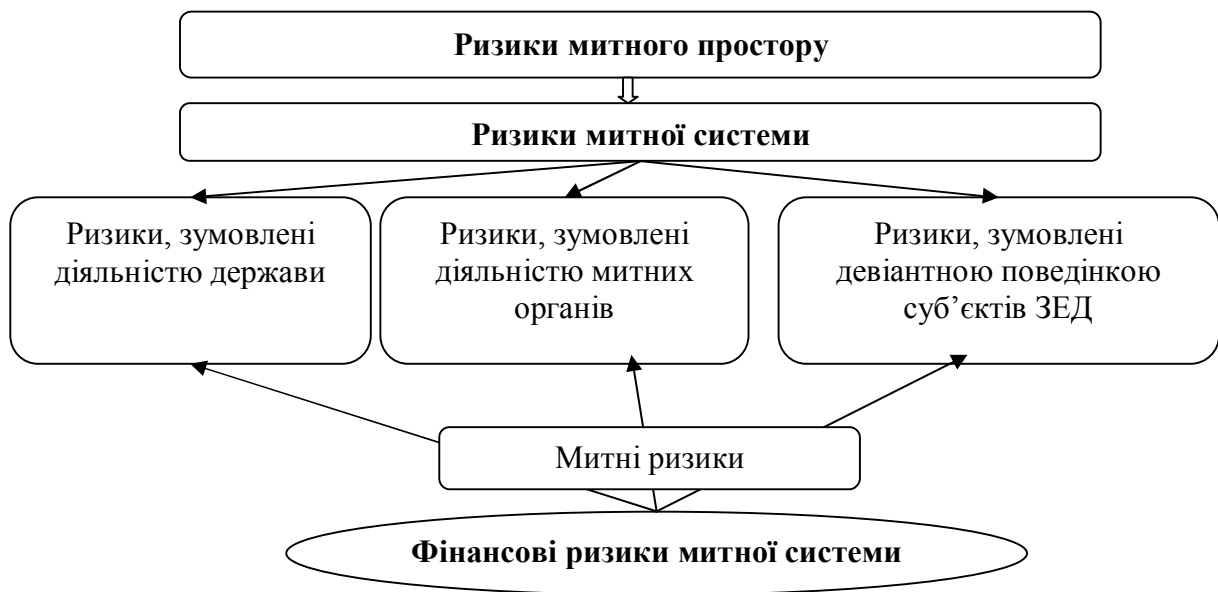 Ризики митного простору
Ризики митної системи
Ризики, зумовлені
діяльністю держави
Ризики, зумовлені
діяльністю митних
органів
Ризики, зумовлені
девіантною поведінкою
суб’єктів ЗЕД
Митні ризики
Фінансові ризики митної системи